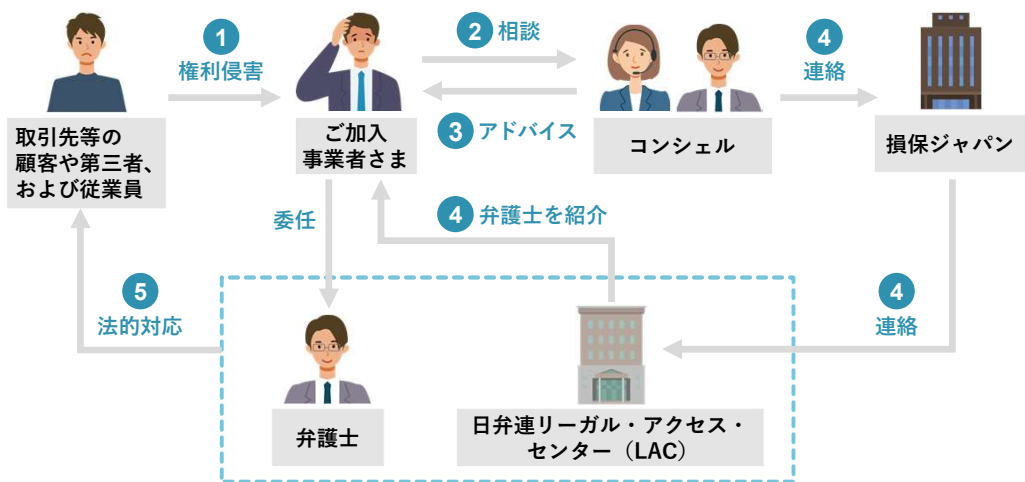 1
権利侵害
2 相談
3 アドバイス
4
連絡
取引先等の
顧客や第三者、
および従業員
ご加入
事業者さま
コンシェル
損保ジャパン
委任
4 弁護士を紹介
5
法的対応
4
連絡
弁護士
日弁連リーガル・アクセス・
センター（LAC）